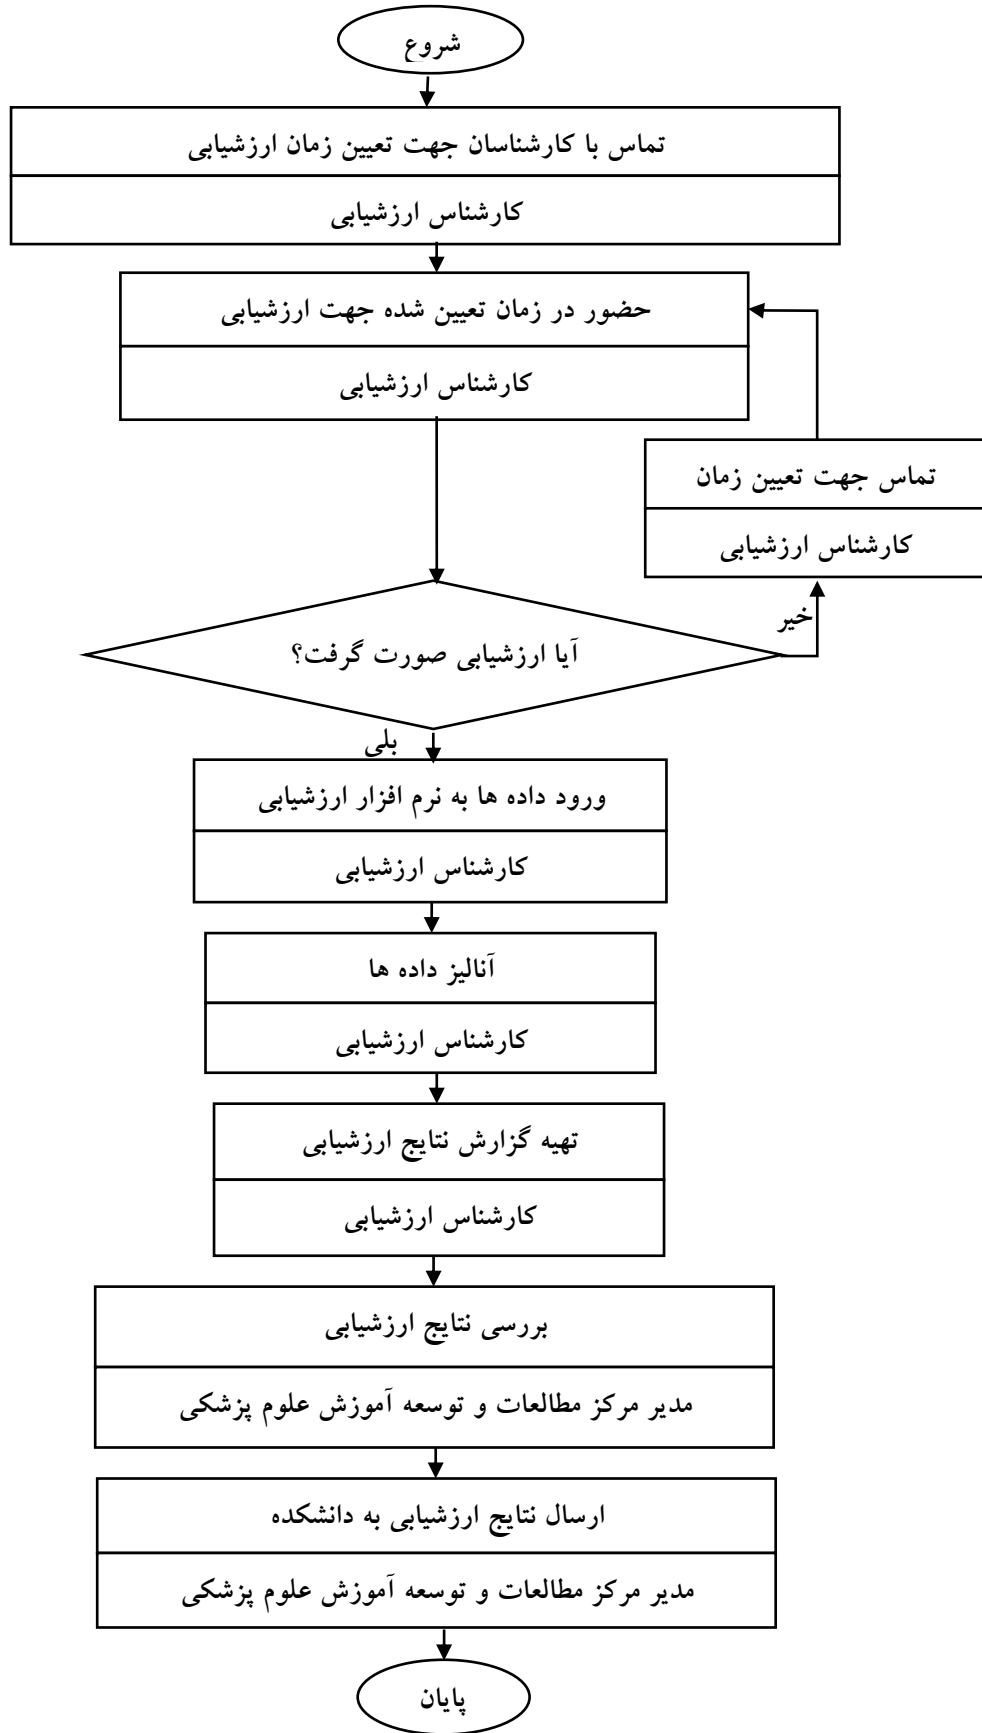 شروع
تماس با کارشناسان جهت تعیین زمان ارزشیابی
کارشناس ارزشیابی
حضور در زمان تعیین شده جهت ارزشیابی
کارشناس ارزشیابی
تماس جهت تعیین زمان
کارشناس ارزشیابی
خیر
آیا ارزشیابی صورت گرفت؟
بلی
ورود داده ها به نرم افزار ارزشیابی
کارشناس ارزشیابی
آنالیز داده ها
کارشناس ارزشیابی
تهیه گزارش نتایج ارزشیابی
کارشناس ارزشیابی
بررسی نتایج ارزشیابی
مدیر مرکز مطالعات و توسعه آموزش علوم پزشکی
ارسال نتایج ارزشیابی به دانشکده
مدیر مرکز مطالعات و توسعه آموزش علوم پزشکی
پایان